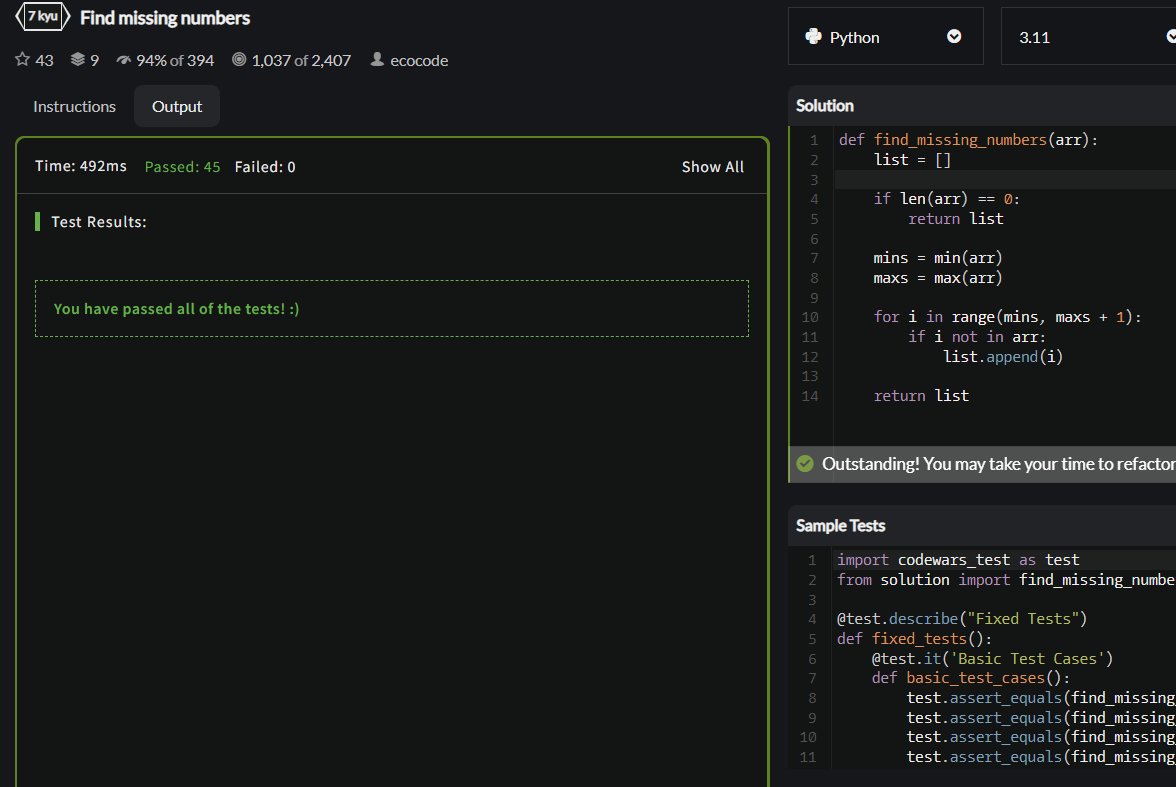 7 kyu Find missing numbers
43 9 94% of 394 1,037 of 2,407 ecocode
Instructions Output
Time: 492ms Passed: 45 Failed: 0 Show All
Test Results:
You have passed all of the tests! :)
Python 3.11
Solution
1 def find_missing_numbers(arr):
2     list = []
3
4     if len(arr) == 0:
5         return list
6
7     mins = min(arr)
8     maxs = max(arr)
9
10     for i in range(mins, maxs + 1):
11         if i not in arr:
12             list.append(i)
13
14     return list
Outstanding! You may take your time to refactor
Sample Tests
1 import codewars_test as test
2 from solution import find_missing_numbe
3
4 @test.describe("Fixed Tests")
5 def fixed_tests():
6     @test.it('Basic Test Cases')
7     def basic_test_cases():
8         test.assert_equals(find_missing_
9         test.assert_equals(find_missing_
10         test.assert_equals(find_missing_
11         test.assert_equals(find_missing_